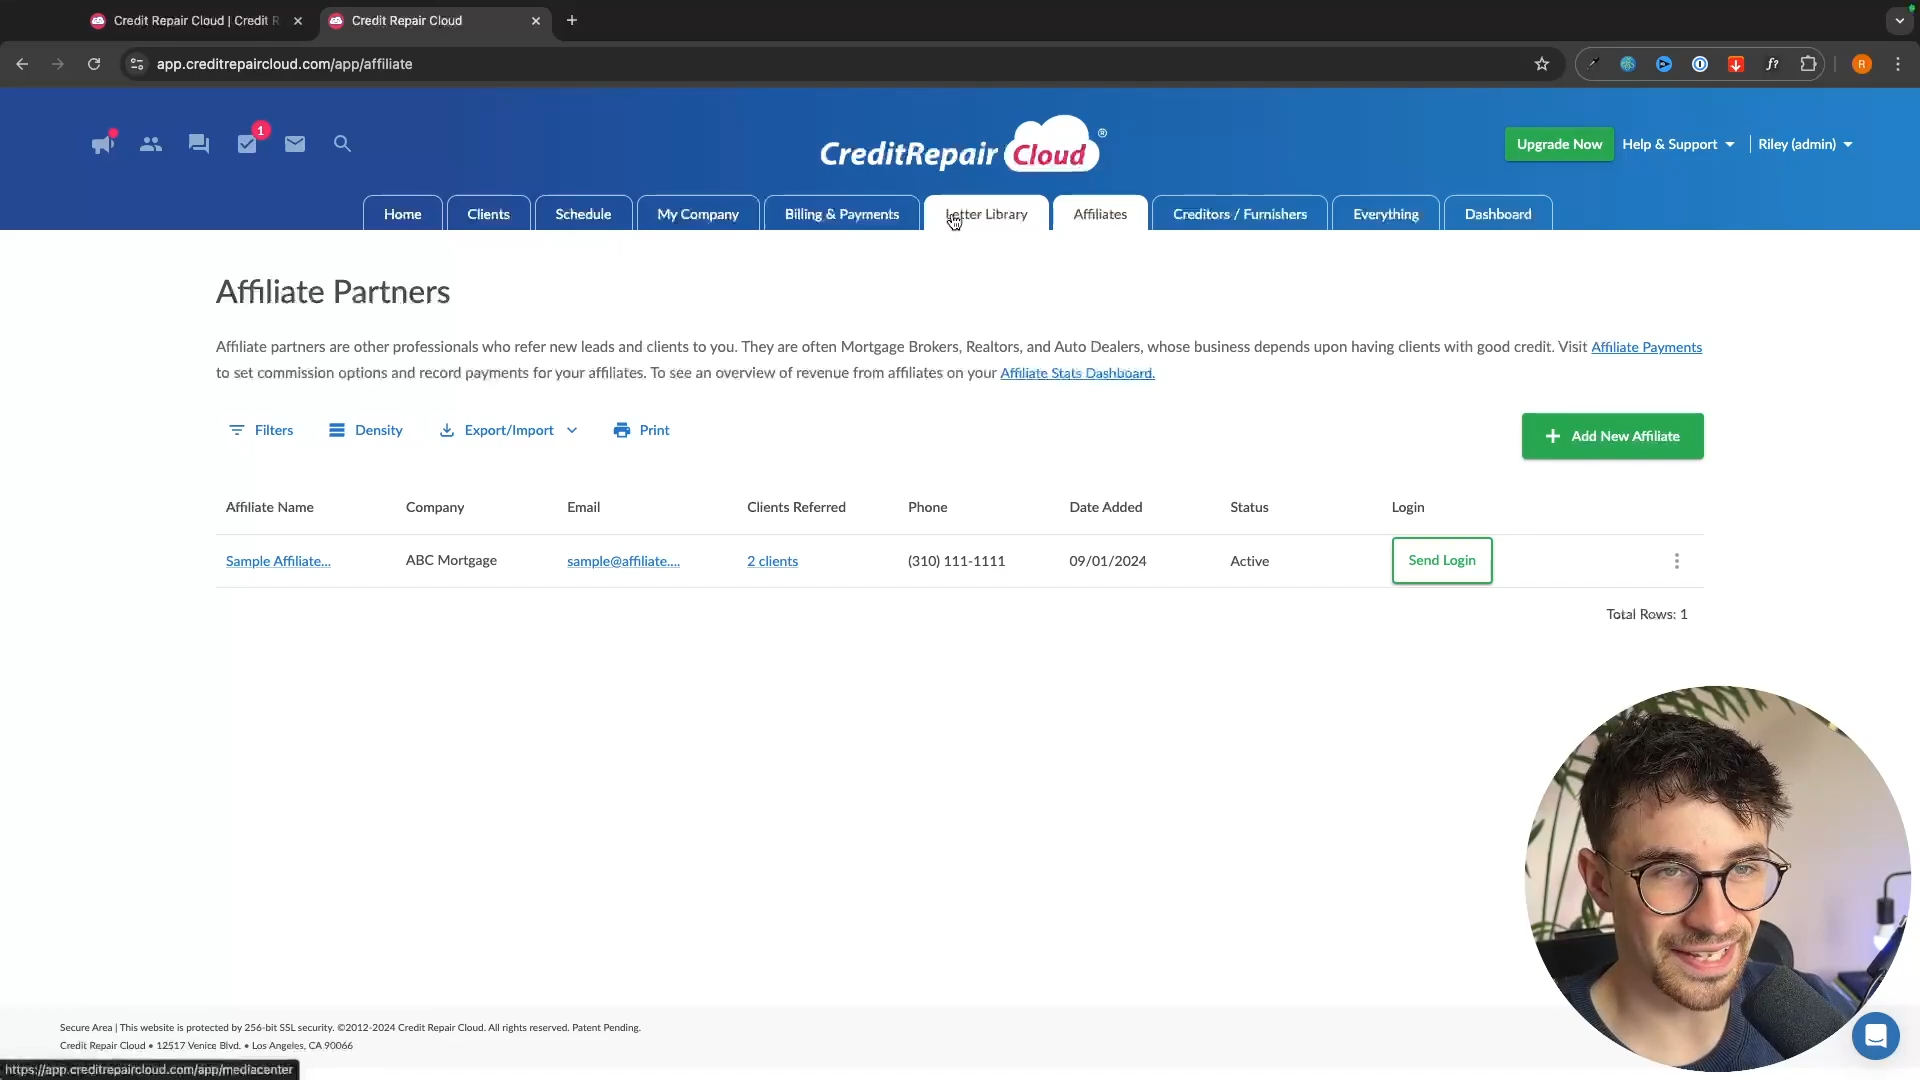 Credit Repair Cloud | Credit R
Credit Repair Cloud
app.creditrepaircloud.com/app/affiliate
f?
R
1
CreditRepair Cloud ®
Upgrade Now
Help & Support
Riley (admin)
Home
Clients
Schedule
My Company
Billing & Payments
Letter Library
Affiliates
Creditors / Furnishers
Everything
Dashboard
Affiliate Partners
Affiliate partners are other professionals who refer new leads and clients to you. They are often Mortgage Brokers, Realtors, and Auto Dealers, whose business depends upon having clients with good credit. Visit Affiliate Payments
to set commission options and record payments for your affiliates. To see an overview of revenue from affiliates on your Affiliate Stats Dashboard.
Filters
Density
Export/Import
Print
Add New Affiliate
Affiliate Name
Company
Email
Clients Referred
Phone
Date Added
Status
Login
Sample Affiliate...
ABC Mortgage
sample@affiliate....
2 clients
(310) 111-1111
09/01/2024
Active
Send Login
Total Rows: 1
Secure Area | This website is protected by 256-bit SSL security. ©2012-2024 Credit Repair Cloud. All rights reserved. Patent Pending.
Credit Repair Cloud • 12517 Venice Blvd. • Los Angeles, CA 90066
https://app.creditrepaircloud.com/app/mediacenter